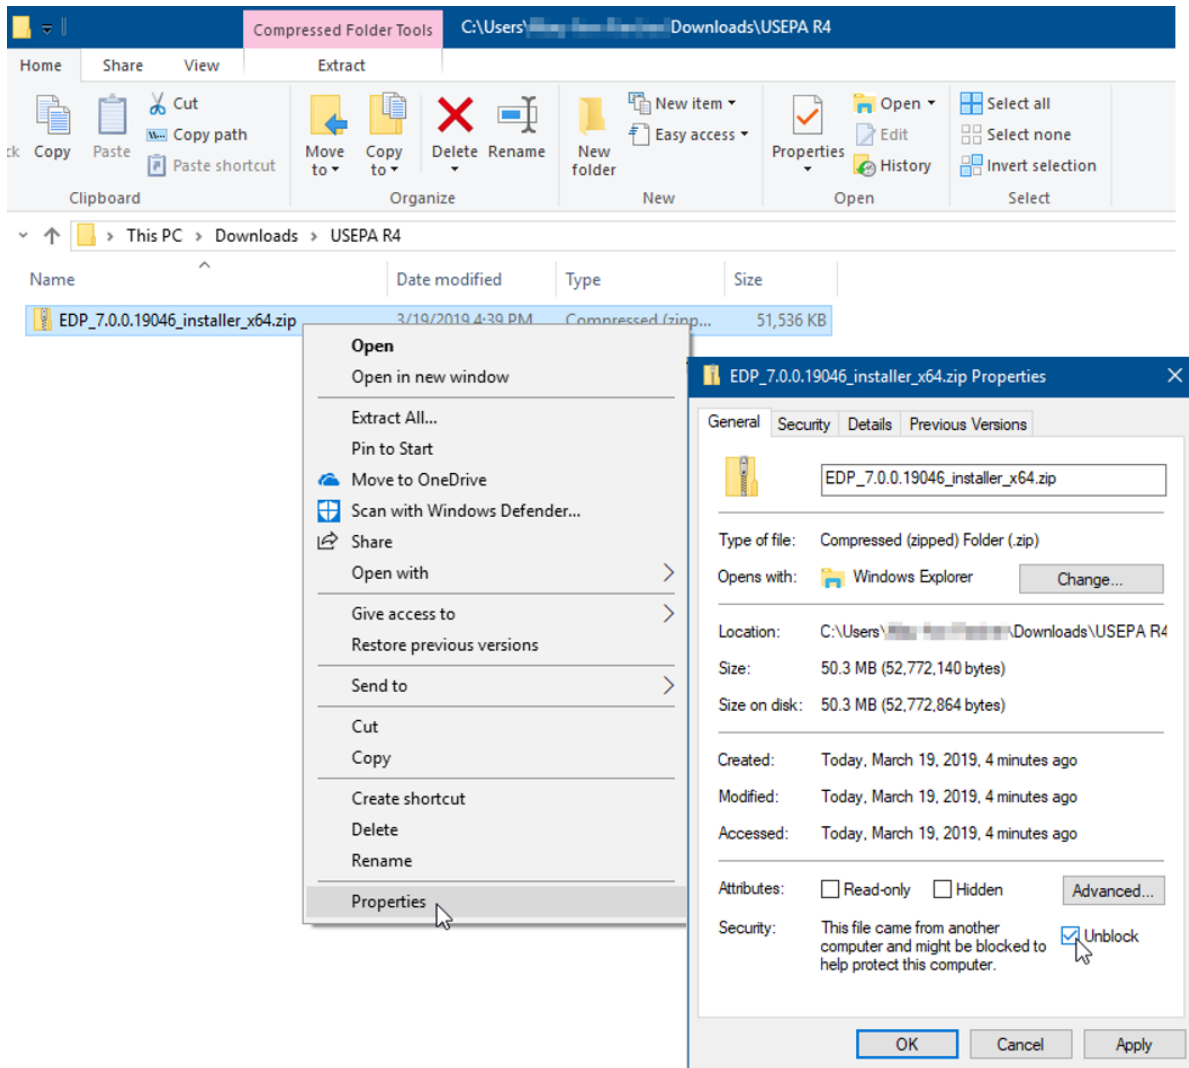 Compressed Folder Tools
C:\Users\ Downloads\USEPA R4
Home Share View Extract
Cut
Copy path
Paste shortcut
Copy
Paste
Move to
Copy to
Delete
Rename
New folder
New item
Easy access
Properties
Open
Edit
History
Select all
Select none
Invert selection
Clipboard Organize New Open Select
This PC > Downloads > USEPA R4
Name Date modified Type Size
EDP_7.0.0.19046_installer_x64.zip 3/19/2019 4:39 PM Compressed (zipp... 51,536 KB
Open
Open in new window
Extract All...
Pin to Start
Move to OneDrive
Scan with Windows Defender...
Share
Open with
Give access to
Restore previous versions
Send to
Cut
Copy
Create shortcut
Delete
Rename
Properties
EDP_7.0.0.19046_installer_x64.zip Properties
General Security Details Previous Versions
EDP_7.0.0.19046_installer_x64.zip
Type of file: Compressed (zipped) Folder (.zip)
Opens with: Windows Explorer Change...
Location: C:\Users\ \Downloads\USEPA R4
Size: 50.3 MB (52,772,140 bytes)
Size on disk: 50.3 MB (52,772,864 bytes)
Created: Today, March 19, 2019, 4 minutes ago
Modified: Today, March 19, 2019, 4 minutes ago
Accessed: Today, March 19, 2019, 4 minutes ago
Attributes: Read-only Hidden Advanced...
Security: This file came from another
computer and might be blocked to
help protect this computer.
Unblock
OK Cancel Apply